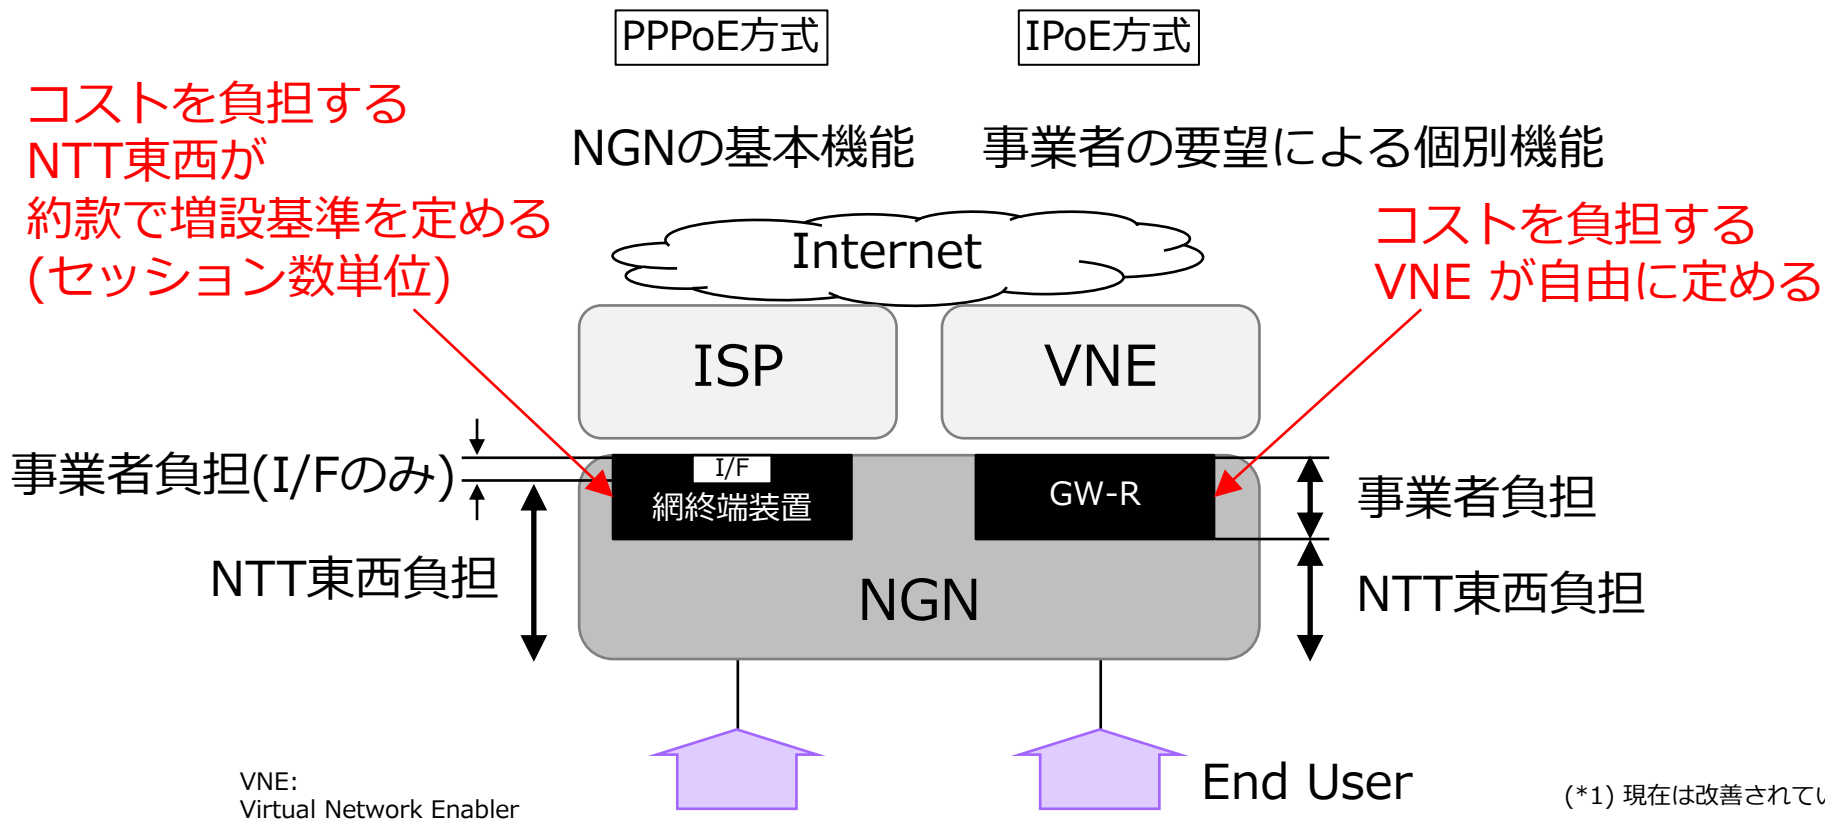 PPPoE方式
IPoE方式
コストを負担する
NTT東西が
約款で増設基準を定める
(セッション数単位)
NGNの基本機能
事業者の要望による個別機能
コストを負担する
VNE が自由に定める
Internet
ISP
VNE
事業者負担(I/Fのみ)
I/F
網終端装置
GW-R
事業者負担
NTT東西負担
NGN
NTT東西負担
End User
VNE:
Virtual Network Enabler
(*1) 現在は改善されてい